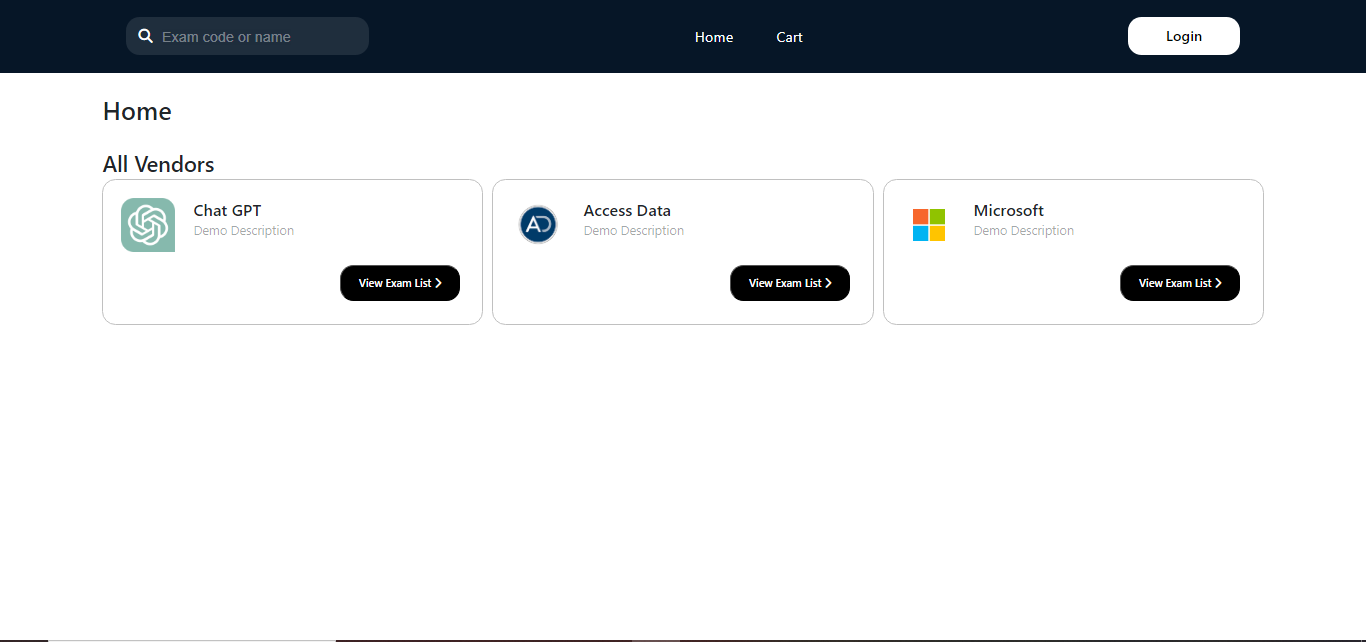 Exam code or name
Home
Cart
Login
Home
All Vendors
Chat GPT
Demo Description
View Exam List
AD
Access Data
Demo Description
View Exam List
Microsoft
Demo Description
View Exam List